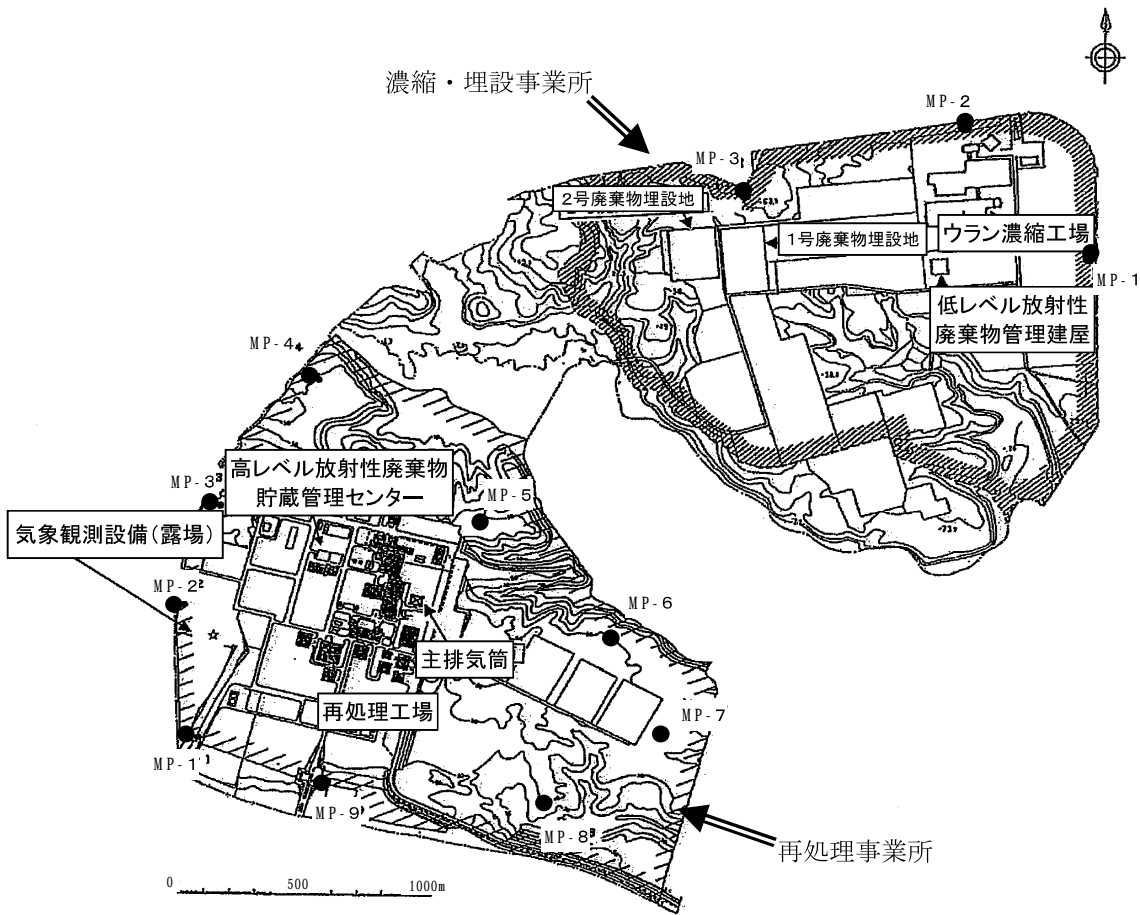 濃縮・埋設事業所
MP-2
MP-3
2号廃棄物埋設地
1号廃棄物埋設地
ウラン濃縮工場
MP-1
低レベル放射性
廃棄物管理建屋
MP-4
高レベル放射性廃棄物
貯蔵管理センター
MP-3
MP-5
気象観測設備(露場)
MP-2
MP-6
主排気筒
再処理工場
MP-7
MP-1
MP-9
MP-8
再処理事業所
0 500 1000m